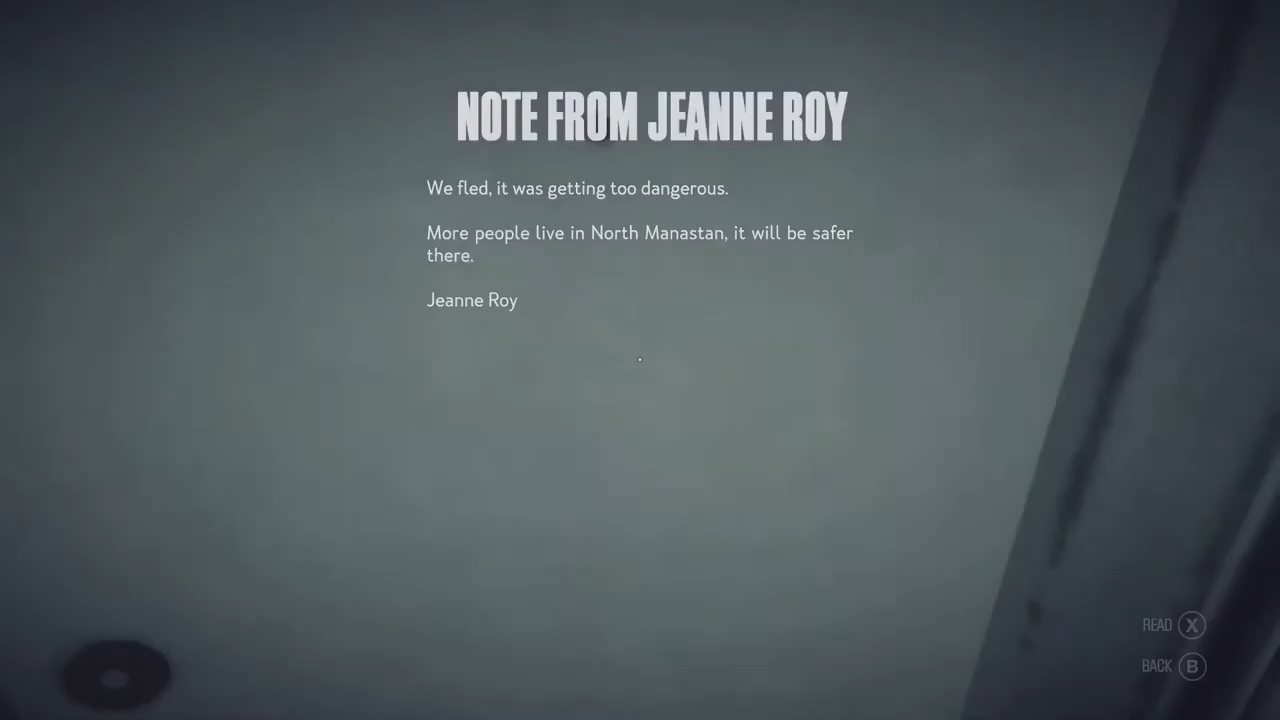 NOTE FROM JEANNE ROY
We fled, it was getting too dangerous.
More people live in North Manastan, it will be safer
there.
Jeanne Roy
READ X
BACK B